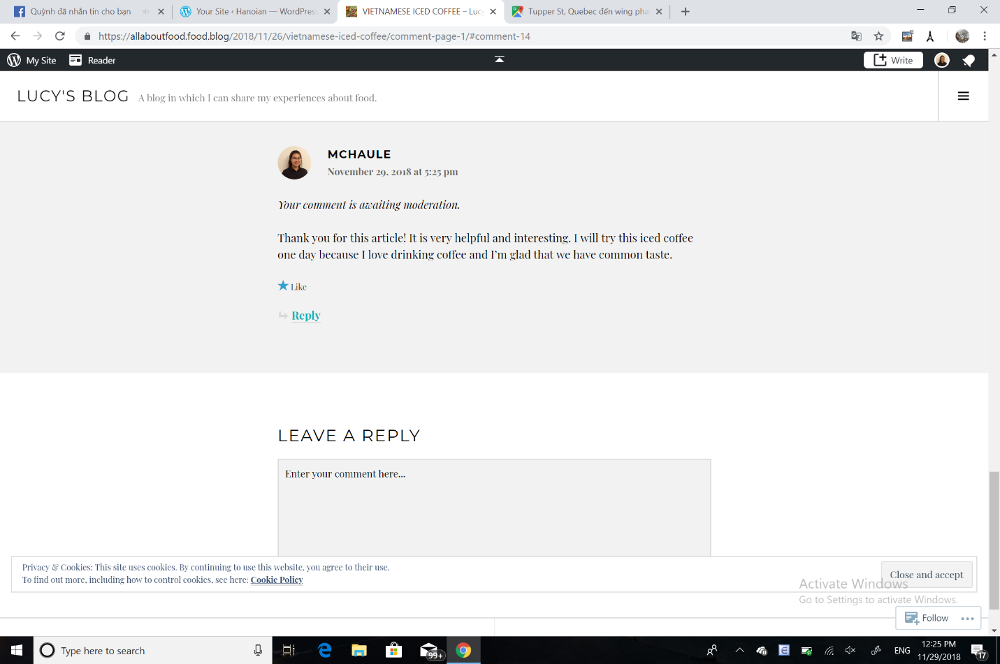 Quỳnh đã nhắn tin cho bạn
Your Site ‹ Hanoian — WordPress
VIETNAMESE ICED COFFEE – Lucy
Tupper St, Quebec đến wing pha
https://allaboutfood.food.blog/2018/11/26/vietnamese-iced-coffee/comment-page-1/#comment-14
My Site
Reader
Write
LUCY'S BLOG
A blog in which I can share my experiences about food.
MCHAULE
November 29, 2018 at 5:25 pm
Your comment is awaiting moderation.
Thank you for this article! It is very helpful and interesting. I will try this iced coffee
one day because I love drinking coffee and I’m glad that we have common taste.
Like
Reply
LEAVE A REPLY
Enter your comment here...
Privacy & Cookies: This site uses cookies. By continuing to use this website, you agree to their use.
To find out more, including how to control cookies, see here: Cookie Policy
Close and accept
Activate Windows
Go to Settings to activate Windows.
Follow
Type here to search
99+
ENG
12:25 PM
11/29/2018
17